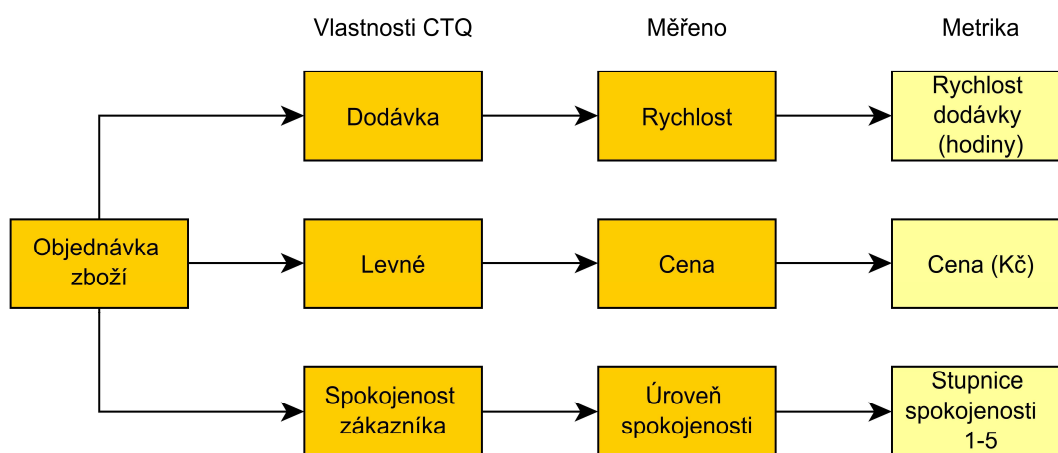 Vlastnosti CTQ
Měřeno
Metrika
Dodávka
Rychlost
Rychlost
dodávky
(hodiny)
Objednávka
zboží
Levné
Cena
Cena (Kč)
Spokojenost
zákazníka
Úroveň
spokojenosti
Stupnice
spokojenosti
1-5